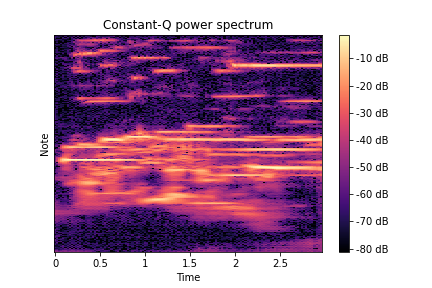 Constant-Q power spectrum
Note
-10 dB
-20 dB
-30 dB
-40 dB
-50 dB
-60 dB
-70 dB
-80 dB
0 0.5 1 1.5 2 2.5
Time